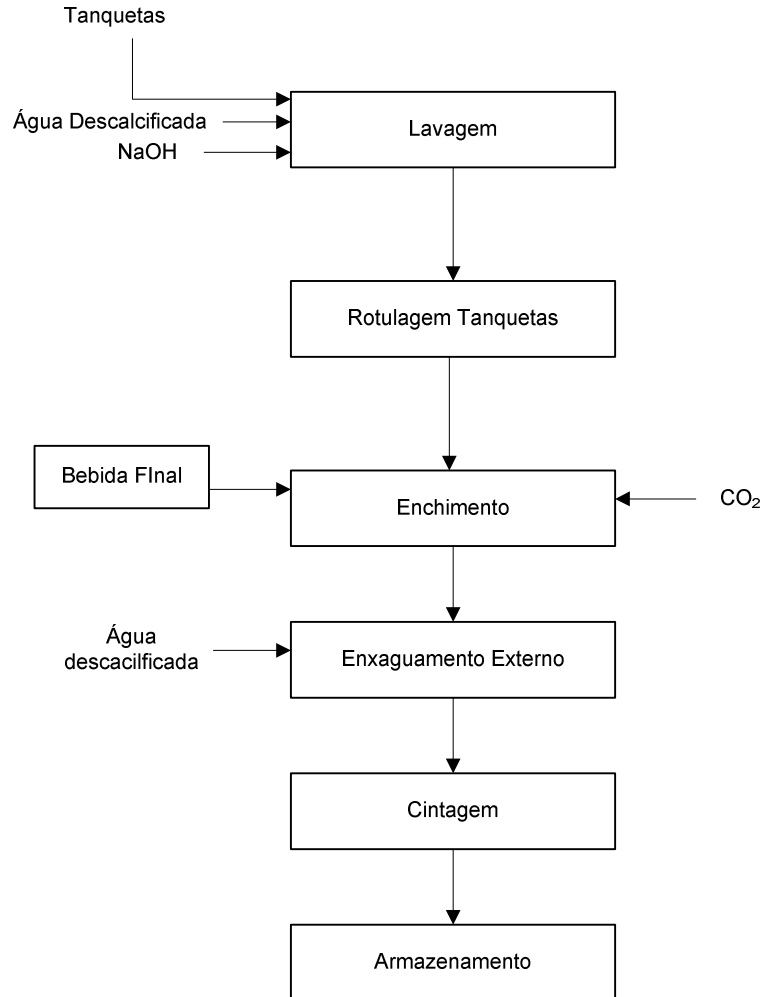 Tanquetas
Água Descalcificada
NaOH
Lavagem
Rotulagem Tanquetas
Bebida FInal
Enchimento
CO₂
Água
descacilficada
Enxaguamento Externo
Cintagem
Armazenamento